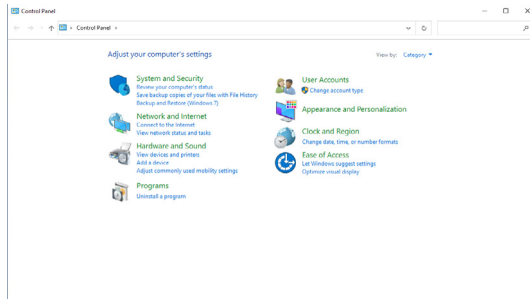 Control Panel
Control Panel
Adjust your computer's settings
View by: Category
System and Security
Review your computer's status
Save backup copies of your files with File History
Backup and Restore (Windows 7)
Network and Internet
Connect to the Internet
View network status and tasks
Hardware and Sound
View devices and printers
Add a device
Adjust commonly used mobility settings
Programs
Uninstall a program
User Accounts
Change account type
Appearance and Personalization
Clock and Region
Change date, time, or number formats
Ease of Access
Let Windows suggest settings
Optimize visual display